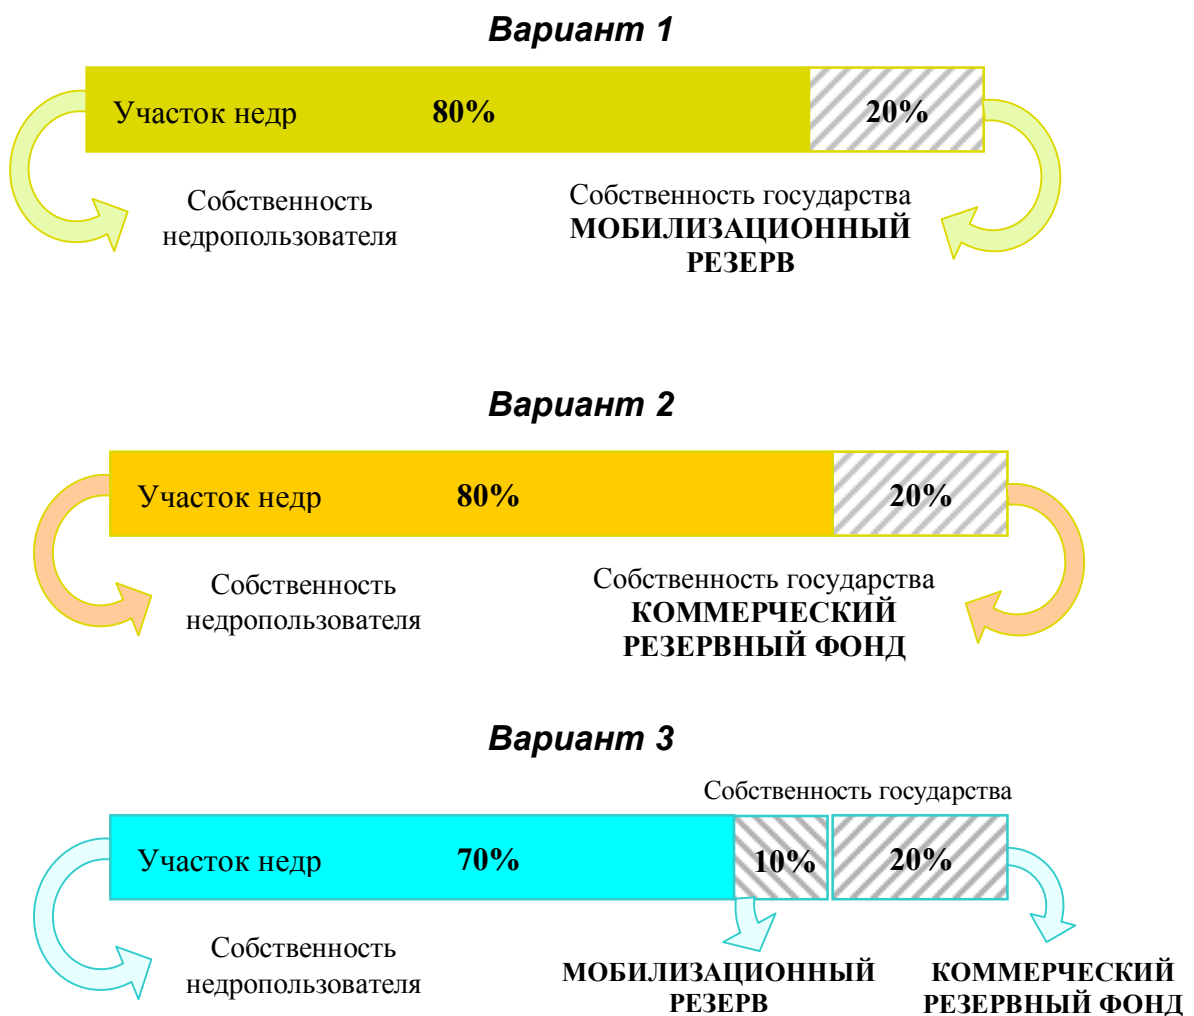 Вариант 1
Участок недр 80% 20%
Собственность
недропользователя
Собственность государства
МОБИЛИЗАЦИОННЫЙ
РЕЗЕРВ
Вариант 2
Участок недр 80% 20%
Собственность
недропользователя
Собственность государства
КОММЕРЧЕСКИЙ
РЕЗЕРВНЫЙ ФОНД
Вариант 3
Собственность государства
Участок недр 70% 10% 20%
Собственность
недропользователя
МОБИЛИЗАЦИОННЫЙ
РЕЗЕРВ
КОММЕРЧЕСКИЙ
РЕЗЕРВНЫЙ ФОНД